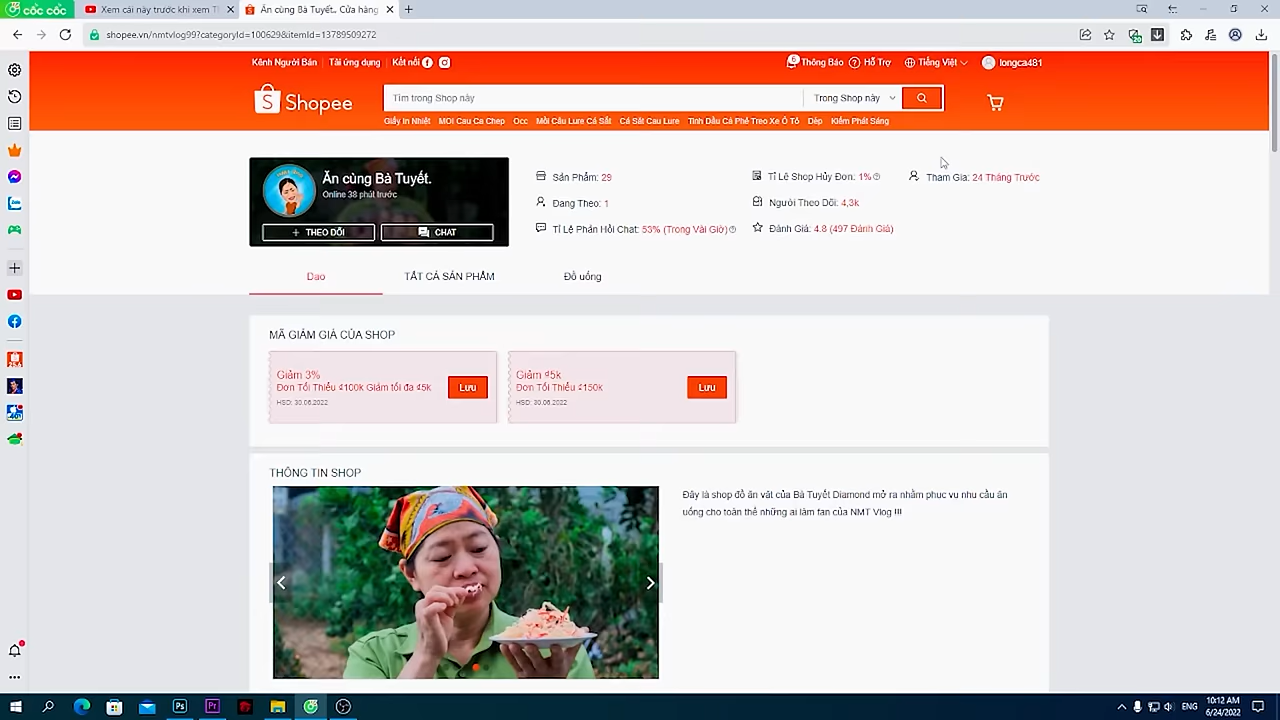 cốc cốc
Xem cái này trước khi xem Th
Ăn cùng Bà Tuyết., Cửa hàng
shopee.vn/nmtvlog99?categoryId=100629&itemId=13789509272
Kênh Người Bán
Tải ứng dụng
Kết nối
6
Thông Báo
Hỗ Trợ
Tiếng Việt
longca481
Shopee
Tìm trong Shop này
Trong Shop này
Giấy In Nhiệt
Mồi Câu Cá Chép
Occ
Mồi Câu Lure Cá Sắt
Cá Sắt Câu Lure
Tinh Dầu Cà Phê Treo Xe Ô Tô
Dép
Kiếm Phát Sáng
Ăn cùng Bà Tuyết.
Online 38 phút trước
+ THEO DÕI
CHAT
Sản Phẩm: 29
Tỉ Lệ Shop Hủy Đơn: 1%
Tham Gia: 24 Tháng Trước
Đang Theo: 1
Người Theo Dõi: 4,3k
Tỉ Lệ Phản Hồi Chat: 53% (Trong Vài Giờ)
Đánh Giá: 4.8 (497 Đánh Giá)
Dạo
TẤT CẢ SẢN PHẨM
Đồ uống
MÃ GIẢM GIÁ CỦA SHOP
Giảm 3%
Đơn Tối Thiểu ₫100k Giảm tối đa ₫5k
HSD: 30.06.2022
Lưu
Giảm ₫5k
Đơn Tối Thiểu ₫150k
HSD: 30.06.2022
Lưu
THÔNG TIN SHOP
Đây là shop đồ ăn vặt của Bà Tuyết Diamond mở ra nhằm phục vu nhu cầu ăn
uống cho toàn thể những ai làm fan của NMT Vlog !!!
ENG
10:12 AM
6/24/2022